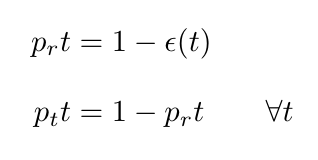 p_r t = 1 − ϵ(t)
p_t t = 1 − p_r t ∀t